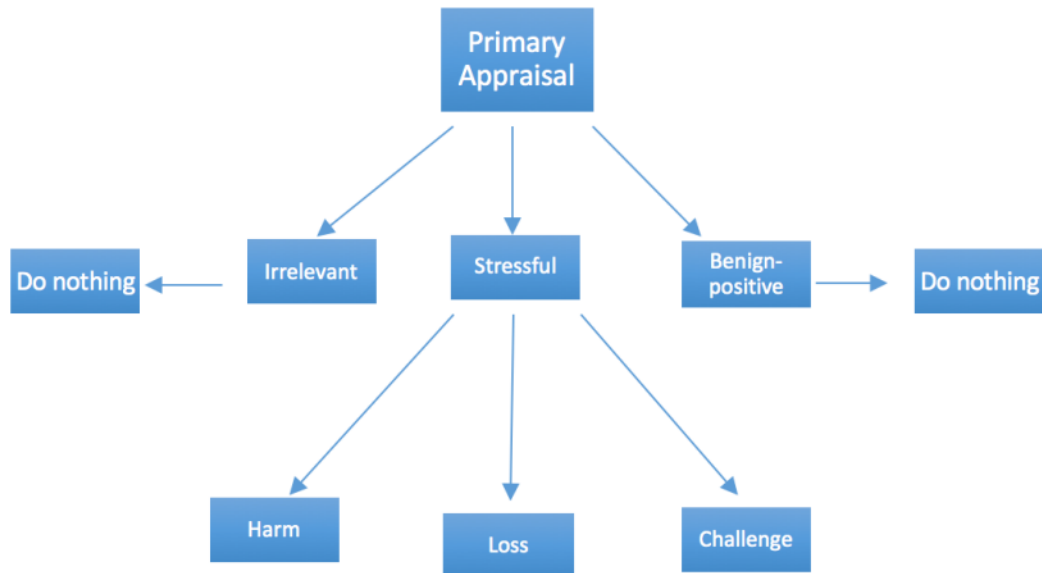 Primary
Appraisal
Do nothing
Irrelevant
Stressful
Benign-
positive
Do nothing
Harm
Loss
Challenge